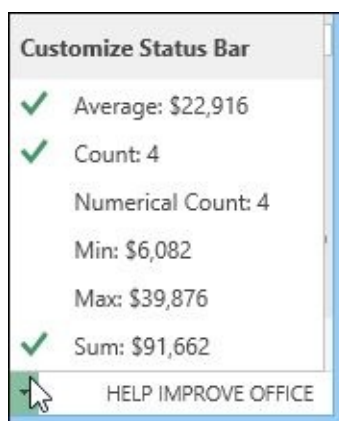 Customize Status Bar
Average: $22,916
Count: 4
Numerical Count: 4
Min: $6,082
Max: $39,876
Sum: $91,662
HELP IMPROVE OFFICE